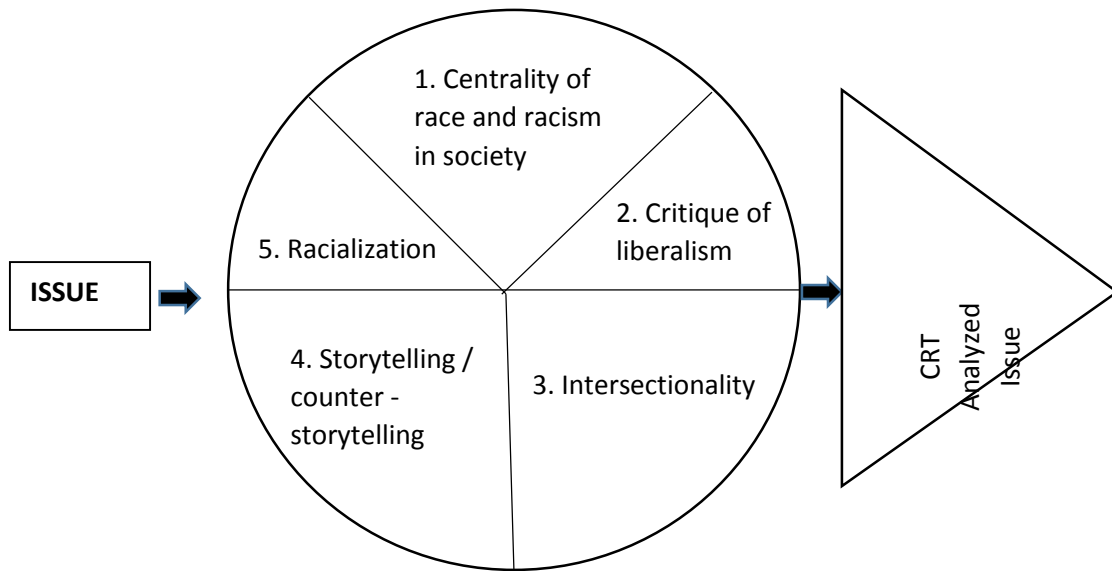 ISSUE
1. Centrality of
race and racism
in society
2. Critique of
liberalism
3. Intersectionality
4. Storytelling /
counter -
storytelling
5. Racialization
CRT
Analyzed
Issue